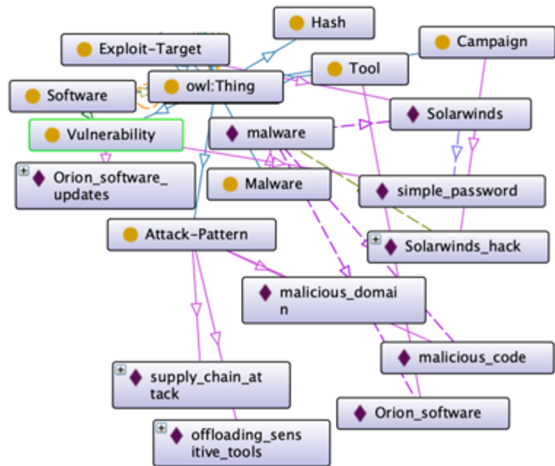 Hash
Exploit-Target
Campaign
Tool
owl:Thing
Software
Solarwinds
Vulnerability
malware
Orion_software_
updates
Malware
simple_password
Attack-Pattern
Solarwinds_hack
malicious_domai
n
malicious_code
supply_chain_at
tack
Orion_software
offloading_sens
itive_tools